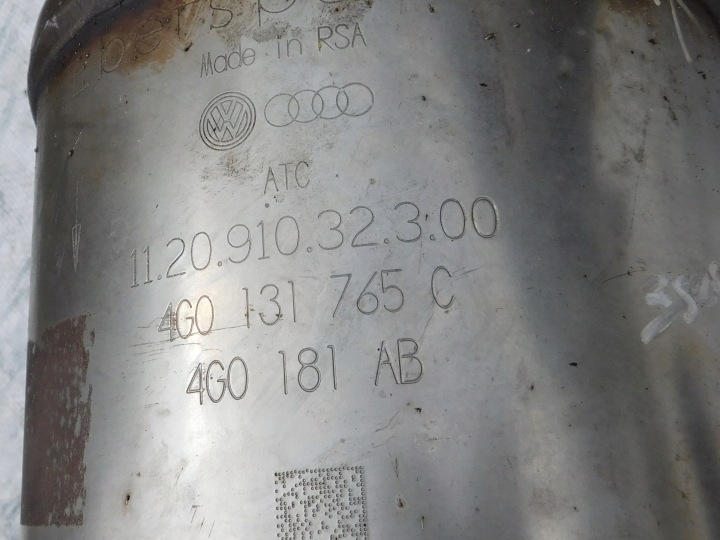 Made in RSA
ATC
11.20.910.32.3.00
4G0 131 765 C
4G0 181 AB